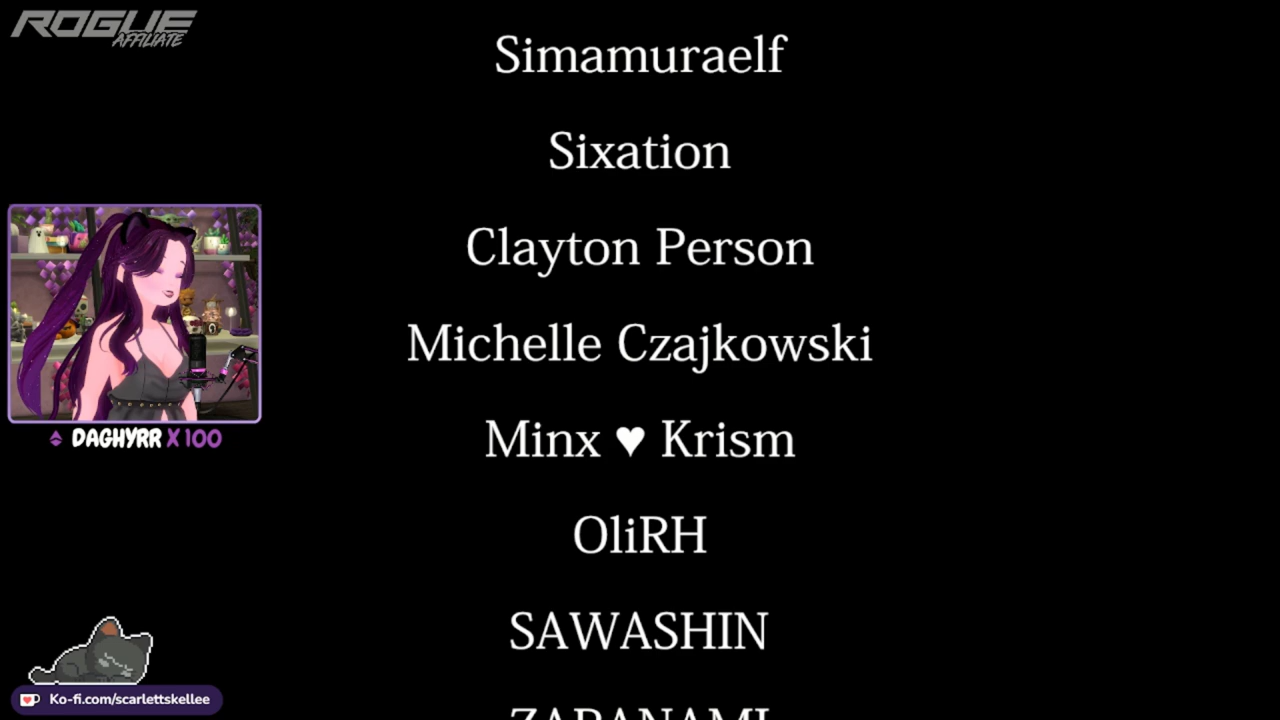 ROGUE
AFFILIATE
Simamuraelf
Sixation
Clayton Person
Michelle Czajkowski
Minx ♥ Krism
DAGHYRR X 100
OliRH
SAWASHIN
Ko-fi.com/scarlettskellee